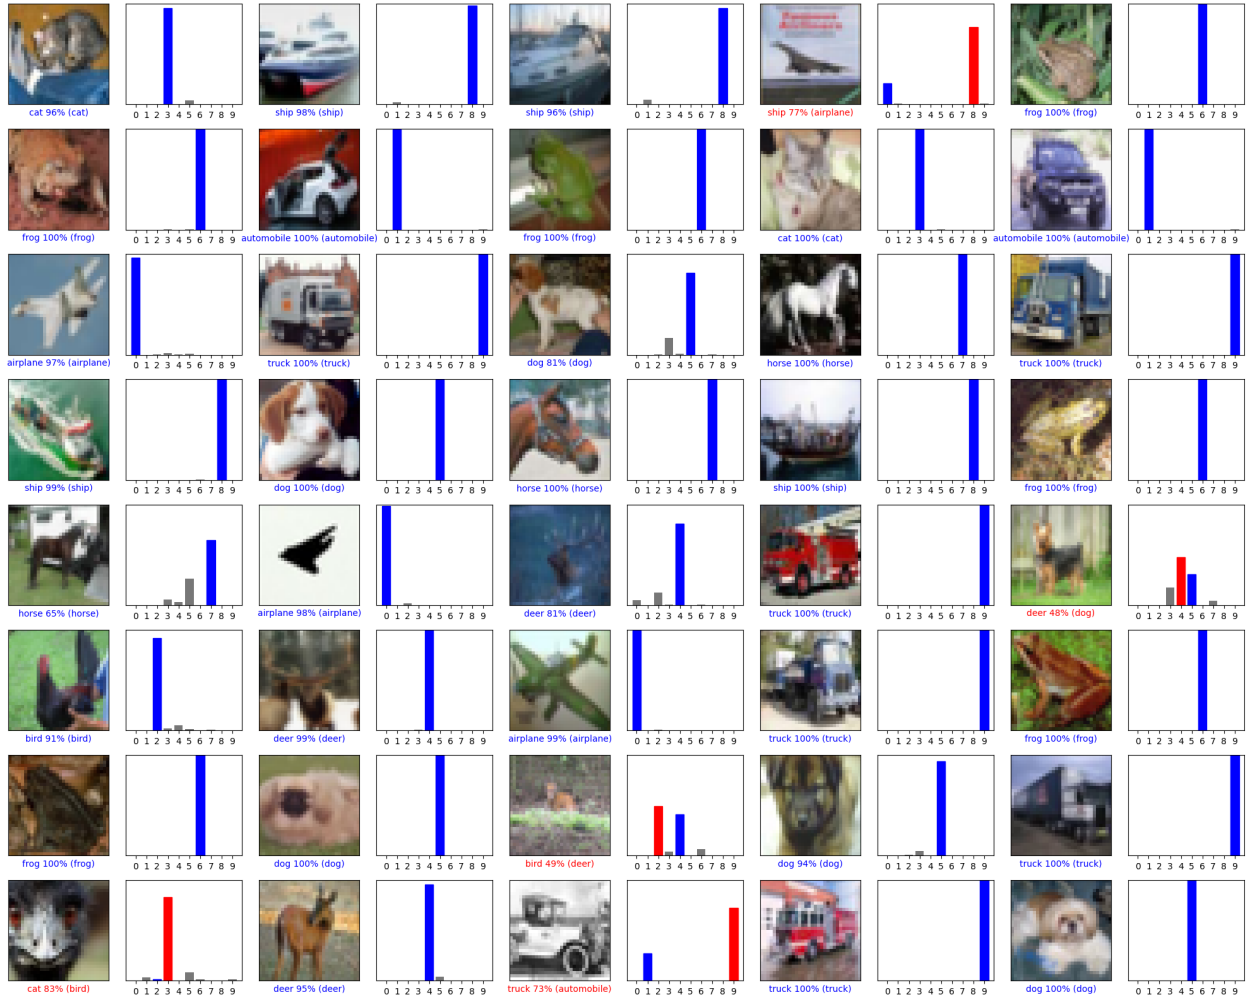 0 1 2 3 4 5 6 7 8 9 0 1 2 3 4 5 6 7 8 9 0 1 2 3 4 5 6 7 8 9 0 1 2 3 4 5 6 7 8 9 0 1 2 3 4 5 6 7 8 9
cat 96% (cat) ship 98% (ship) ship 96% (ship) ship 77% (airplane) frog 100% (frog)
0 1 2 3 4 5 6 7 8 9 0 1 2 3 4 5 6 7 8 9 0 1 2 3 4 5 6 7 8 9 0 1 2 3 4 5 6 7 8 9 0 1 2 3 4 5 6 7 8 9
frog 100% (frog) automobile 100% (automobile) frog 100% (frog) cat 100% (cat) automobile 100% (automobile)
0 1 2 3 4 5 6 7 8 9 0 1 2 3 4 5 6 7 8 9 0 1 2 3 4 5 6 7 8 9 0 1 2 3 4 5 6 7 8 9 0 1 2 3 4 5 6 7 8 9
airplane 97% (airplane) truck 100% (truck) dog 81% (dog) horse 100% (horse) truck 100% (truck)
0 1 2 3 4 5 6 7 8 9 0 1 2 3 4 5 6 7 8 9 0 1 2 3 4 5 6 7 8 9 0 1 2 3 4 5 6 7 8 9 0 1 2 3 4 5 6 7 8 9
ship 99% (ship) dog 100% (dog) horse 100% (horse) ship 100% (ship) frog 100% (frog)
0 1 2 3 4 5 6 7 8 9 0 1 2 3 4 5 6 7 8 9 0 1 2 3 4 5 6 7 8 9 0 1 2 3 4 5 6 7 8 9 0 1 2 3 4 5 6 7 8 9
horse 65% (horse) airplane 98% (airplane) deer 81% (deer) truck 100% (truck) deer 48% (dog)
0 1 2 3 4 5 6 7 8 9 0 1 2 3 4 5 6 7 8 9 0 1 2 3 4 5 6 7 8 9 0 1 2 3 4 5 6 7 8 9 0 1 2 3 4 5 6 7 8 9
bird 91% (bird) deer 99% (deer) airplane 99% (airplane) truck 100% (truck) frog 100% (frog)
0 1 2 3 4 5 6 7 8 9 0 1 2 3 4 5 6 7 8 9 0 1 2 3 4 5 6 7 8 9 0 1 2 3 4 5 6 7 8 9 0 1 2 3 4 5 6 7 8 9
frog 100% (frog) dog 100% (dog) bird 49% (deer) dog 94% (dog) truck 100% (truck)
0 1 2 3 4 5 6 7 8 9 0 1 2 3 4 5 6 7 8 9 0 1 2 3 4 5 6 7 8 9 0 1 2 3 4 5 6 7 8 9 0 1 2 3 4 5 6 7 8 9
cat 83% (bird) deer 95% (deer) truck 73% (automobile) truck 100% (truck) dog 100% (dog)